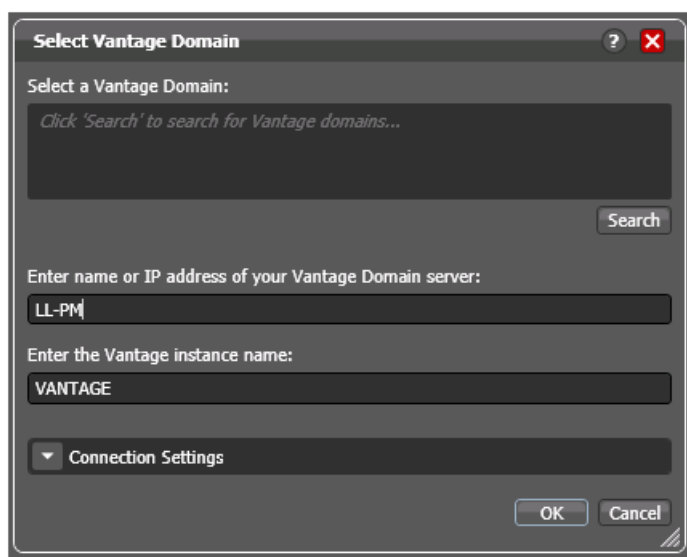 Select Vantage Domain
?
Select a Vantage Domain:
Click 'Search' to search for Vantage domains...
Search
Enter name or IP address of your Vantage Domain server:
LL-PM
Enter the Vantage instance name:
VANTAGE
Connection Settings
OK Cancel